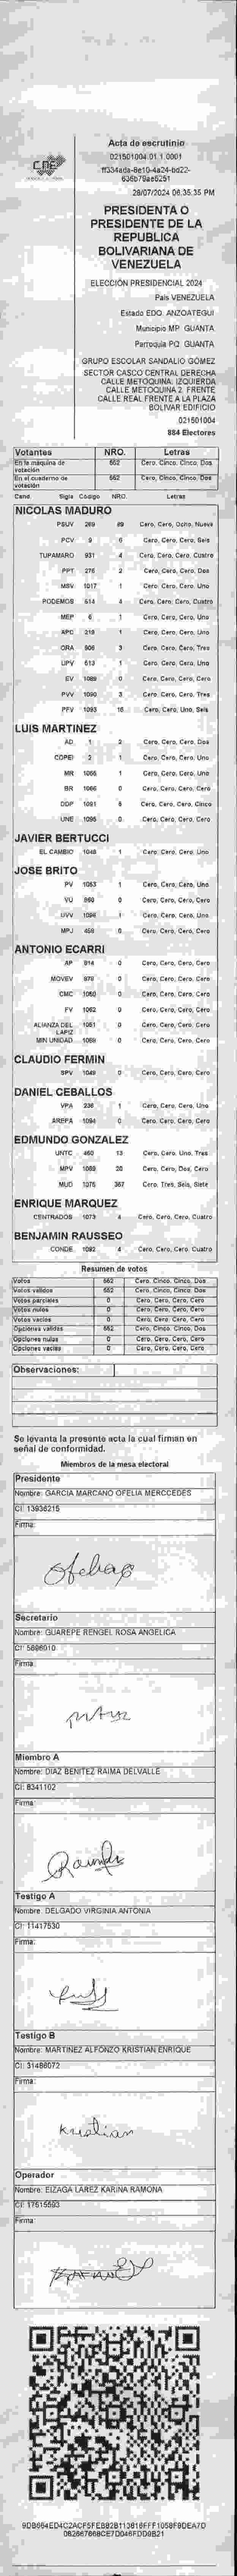 CNE
Acta de escrutinio
021501004.01.1.0001
ff334ada-8e10-4a24-bd22-
636b79ae5251
28/07/2024 06:35:35 PM
PRESIDENTA O
PRESIDENTE DE LA
REPUBLICA
BOLIVARIANA DE
VENEZUELA
ELECCIÓN PRESIDENCIAL 2024
País VENEZUELA
Estado EDO. ANZOATEGUI
Municipio MP. GUANTA
Parroquia PQ. GUANTA
GRUPO ESCOLAR SANDALIO GÓMEZ
SECTOR CASCO CENTRAL DERECHA
CALLE METOQUINA. IZQUIERDA
CALLE METOQUINA 2. FRENTE
CALLE REAL FRENTE A LA PLAZA
BOLIVAR EDIFICIO
021501004
884 Electores
Votantes NRO. Letras
En la máquina de votación 552 Cero, Cinco, Cinco, Dos
En el cuaderno de votación 552 Cero, Cinco, Cinco, Dos
Cand. Sigla Código NRO. Letras
NICOLAS MADURO
PSUV 269 89 Cero, Cero, Ocho, Nueve
PCV 9 6 Cero, Cero, Cero, Seis
TUPAMARO 931 4 Cero, Cero, Cero, Cuatro
PPT 276 2 Cero, Cero, Cero, Dos
MSV 1017 1 Cero, Cero, Cero, Uno
PODEMOS 514 4 Cero, Cero, Cero, Cuatro
MEP 6 1 Cero, Cero, Cero, Uno
APC 219 1 Cero, Cero, Cero, Uno
ORA 906 3 Cero, Cero, Cero, Tres
UPV 513 1 Cero, Cero, Cero, Uno
EV 1089 0 Cero, Cero, Cero, Cero
PVV 1090 3 Cero, Cero, Cero, Tres
PFV 1093 16 Cero, Cero, Uno, Seis
LUIS MARTINEZ
AD 1 2 Cero, Cero, Cero, Dos
COPEI 2 1 Cero, Cero, Cero, Uno
MR 1055 1 Cero, Cero, Cero, Uno
BR 1066 0 Cero, Cero, Cero, Cero
DDP 1091 5 Cero, Cero, Cero, Cinco
UNE 1095 0 Cero, Cero, Cero, Cero
JAVIER BERTUCCI
EL CAMBIO 1048 1 Cero, Cero, Cero, Uno
JOSE BRITO
PV 1053 1 Cero, Cero, Cero, Uno
VU 860 0 Cero, Cero, Cero, Cero
UVV 1096 1 Cero, Cero, Cero, Uno
MPJ 458 0 Cero, Cero, Cero, Cero
ANTONIO ECARRI
AP 914 0 Cero, Cero, Cero, Cero
MOVEV 879 0 Cero, Cero, Cero, Cero
CMC 1050 0 Cero, Cero, Cero, Cero
FV 1062 0 Cero, Cero, Cero, Cero
ALIANZA DEL LAPIZ 1051 0 Cero, Cero, Cero, Cero
MIN UNIDAD 1069 0 Cero, Cero, Cero, Cero
CLAUDIO FERMIN
SPV 1049 0 Cero, Cero, Cero, Cero
DANIEL CEBALLOS
VPA 236 1 Cero, Cero, Cero, Uno
AREPA 1094 0 Cero, Cero, Cero, Cero
EDMUNDO GONZALEZ
UNTC 460 13 Cero, Cero, Uno, Tres
MPV 1080 20 Cero, Cero, Dos, Cero
MUD 1075 367 Cero, Tres, Seis, Siete
ENRIQUE MARQUEZ
CENTRADOS 1073 4 Cero, Cero, Cero, Cuatro
BENJAMIN RAUSSEO
CONDE 1092 4 Cero, Cero, Cero, Cuatro
Resumen de votos
Votos 552 Cero, Cinco, Cinco, Dos
Votos validos 552 Cero, Cinco, Cinco, Dos
Votos parciales 0 Cero, Cero, Cero, Cero
Votos nulos 0 Cero, Cero, Cero, Cero
Votos vacios 0 Cero, Cero, Cero, Cero
Opciones validas 552 Cero, Cinco, Cinco, Dos
Opciones nulas 0 Cero, Cero, Cero, Cero
Opciones vacias 0 Cero, Cero, Cero, Cero
Observaciones:
Se levanta la presente acta la cual firman en
señal de conformidad.
Miembros de la mesa electoral
Presidente
Nombre: GARCIA MARCANO OFELIA MERCCEDES
CI: 13936215
Firma:
Ofelia
Secretario
Nombre: GUAREPE RENGEL ROSA ANGELICA
CI: 5696010
Firma:
Miembro A
Nombre: DIAZ BENITEZ RAIMA DELVALLE
CI: 8341102
Firma:
Testigo A
Nombre: DELGADO VIRGINIA ANTONIA
CI: 11417530
Firma:
Testigo B
Nombre: MARTINEZ ALFONZO KRISTIAN ENRIQUE
CI: 31486072
Firma:
Kristian
Operador
Nombre: EIZAGA LAREZ KARINA RAMONA
CI: 17515593
Firma: